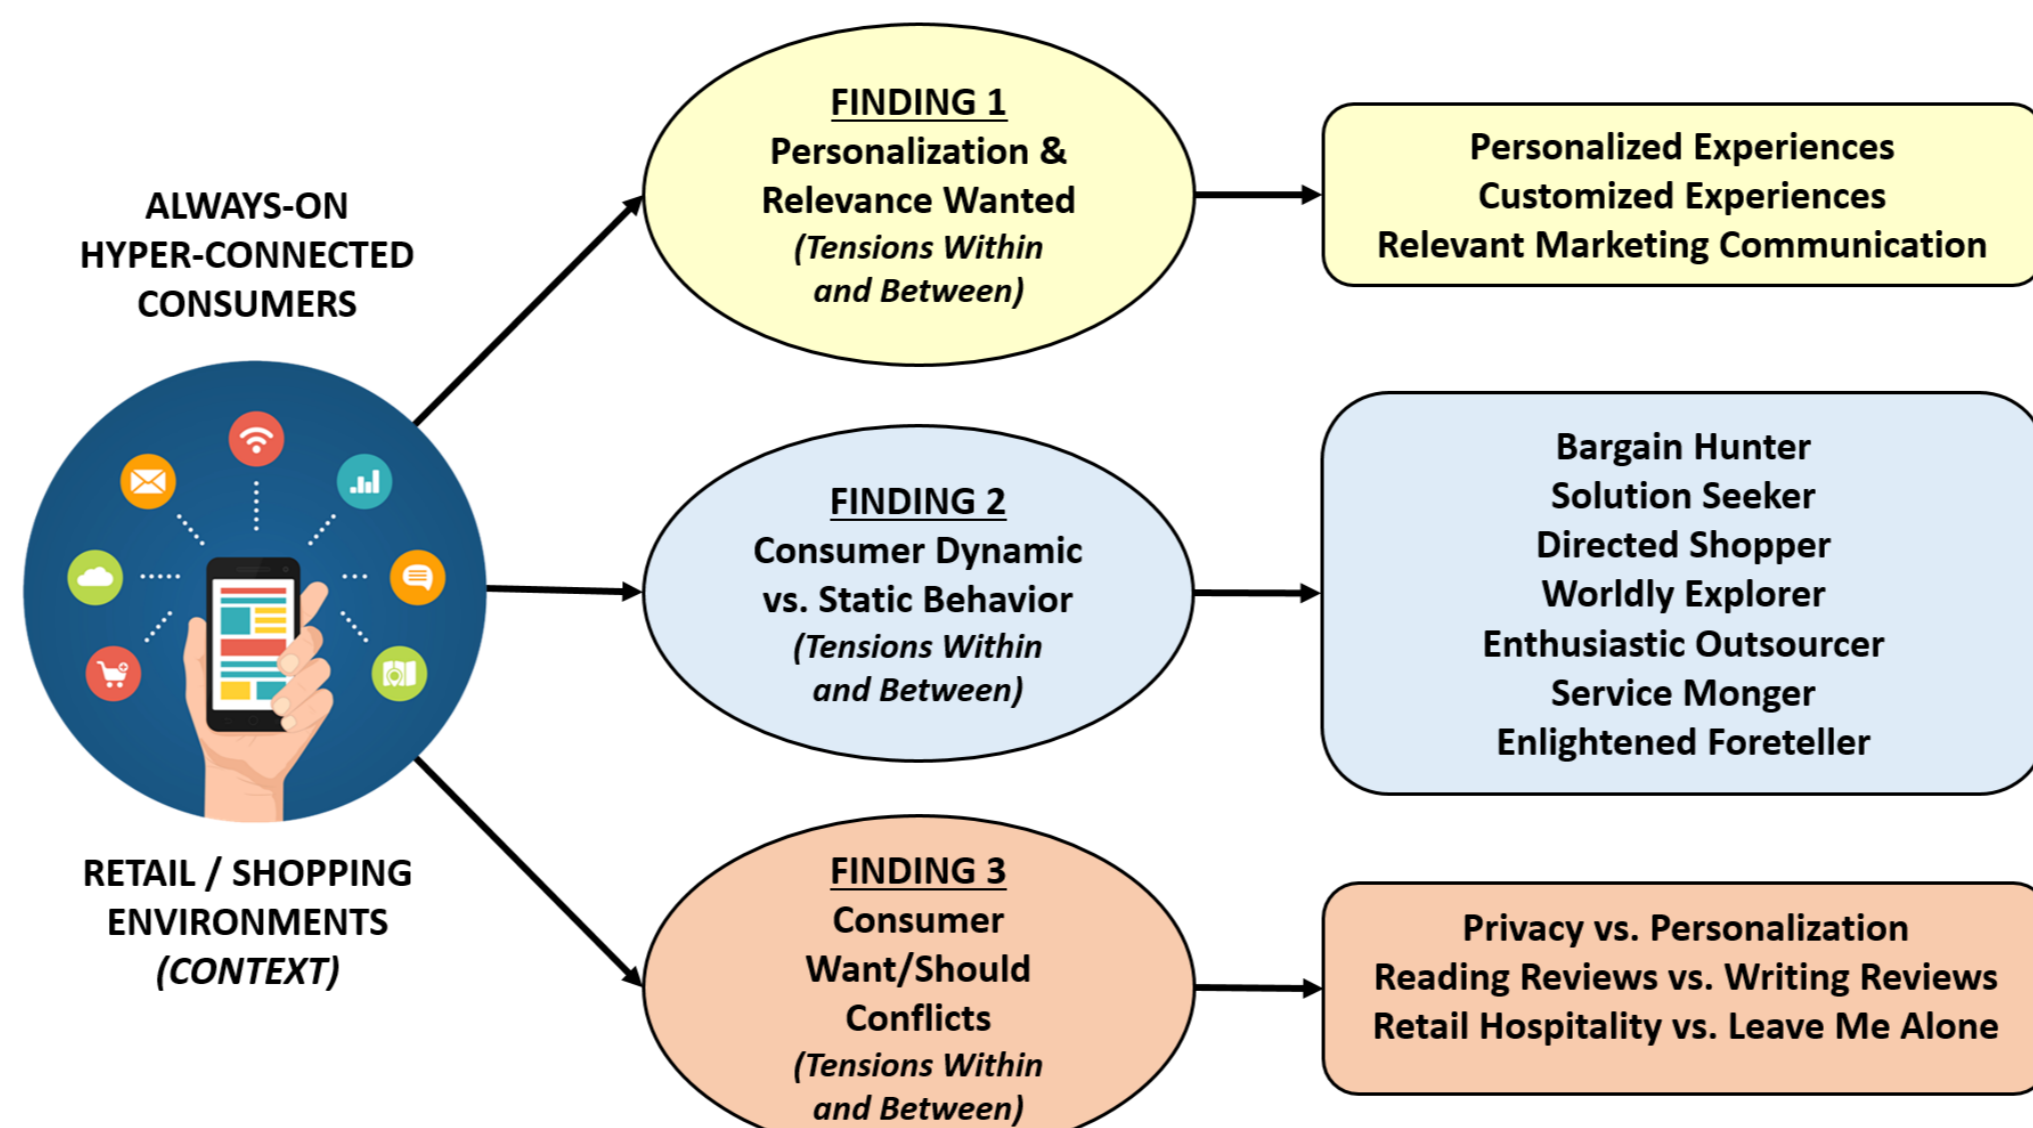 ALWAYS-ON
HYPER-CONNECTED
CONSUMERS
RETAIL / SHOPPING
ENVIRONMENTS
(CONTEXT)
FINDING 1
Personalization &
Relevance Wanted
(Tensions Within
and Between)
Personalized Experiences
Customized Experiences
Relevant Marketing Communication
FINDING 2
Consumer Dynamic
vs. Static Behavior
(Tensions Within
and Between)
Bargain Hunter
Solution Seeker
Directed Shopper
Worldly Explorer
Enthusiastic Outsourcer
Service Monger
Enlightened Foreteller
FINDING 3
Consumer
Want/Should
Conflicts
(Tensions Within
and Between)
Privacy vs. Personalization
Reading Reviews vs. Writing Reviews
Retail Hospitality vs. Leave Me Alone